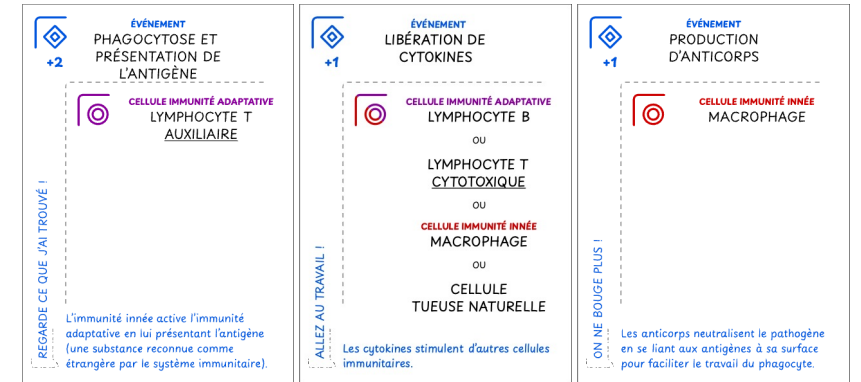 ÉVÉNEMENT
PHAGOCYTOSE ET
PRÉSENTATION DE
L'ANTIGÈNE
+2
CELLULE IMMUNITÉ ADAPTATIVE
LYMPHOCYTE T
AUXILIAIRE
REGARDE CE QUE J'AI TROUVÉ !
L'immunité innée active l'immunité
adaptative en lui présentant l'antigène
(une substance reconnue comme
étrangère par le système immunitaire).
ÉVÉNEMENT
LIBÉRATION DE
CYTOKINES
+1
CELLULE IMMUNITÉ ADAPTATIVE
LYMPHOCYTE B
OU
LYMPHOCYTE T
CYTOTOXIQUE
OU
CELLULE IMMUNITÉ INNÉE
MACROPHAGE
OU
CELLULE
TUEUSE NATURELLE
ALLEZ AU TRAVAIL !
Les cytokines stimulent d'autres cellules
immunitaires.
ÉVÉNEMENT
PRODUCTION
D'ANTICORPS
+1
CELLULE IMMUNITÉ INNÉE
MACROPHAGE
ON NE BOUGE PLUS !
Les anticorps neutralisent le pathogène
en se liant aux antigènes à sa surface
pour faciliter le travail du phagocyte.